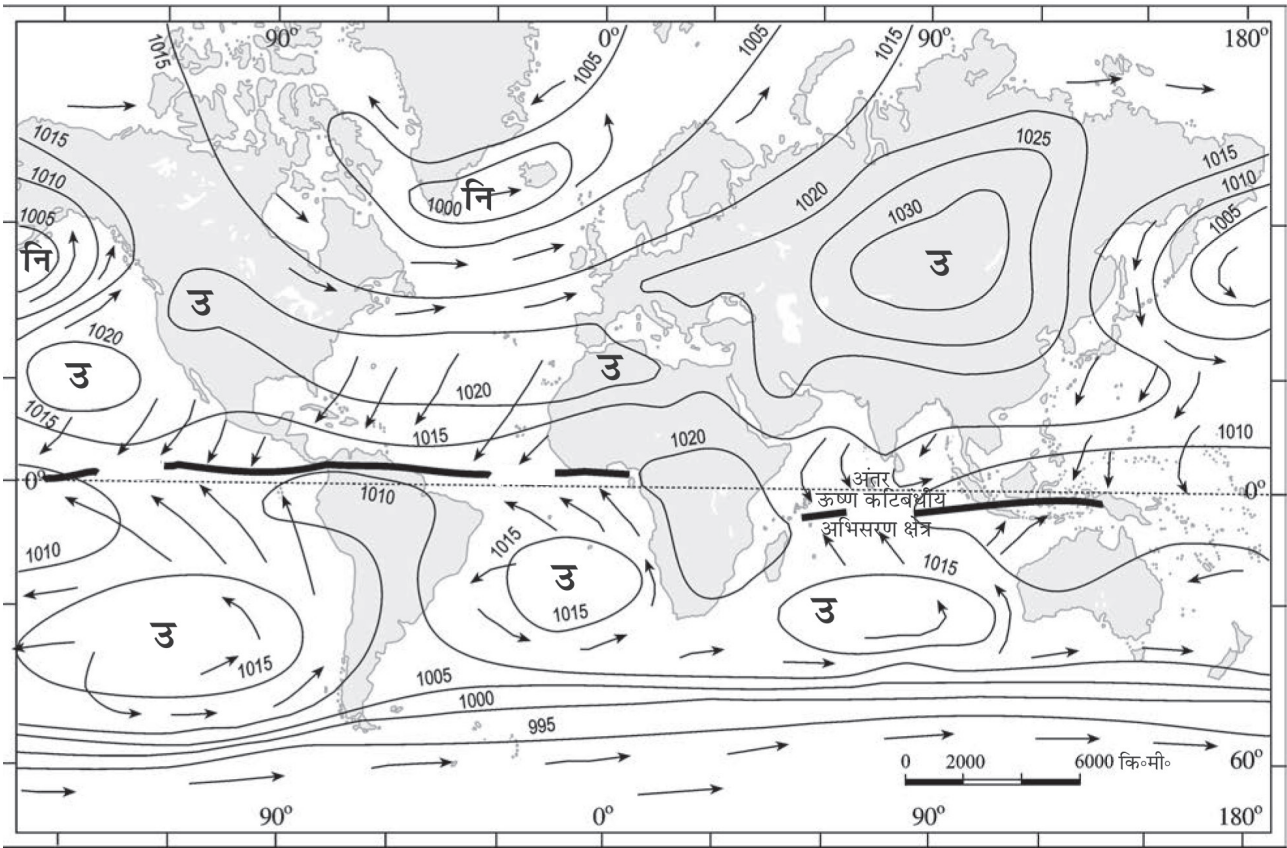 90° 0° 90° 180°
1015 1005 1005 1015
1015 1025 1015
1010 1000 नि 1020 1030 1010
1005 1005
नि उ
उ
1020 उ
उ 1020
1015 1015 1020 1010
0° 1010 अंतर 0°
ऊष्ण कटिबंधीय
अभिसरण क्षेत्र
1010 1015 1015
उ 1015 उ
उ 1015
1005
1000
995
0 2000 6000 कि॰मी॰ 60°
90° 0° 90° 180°